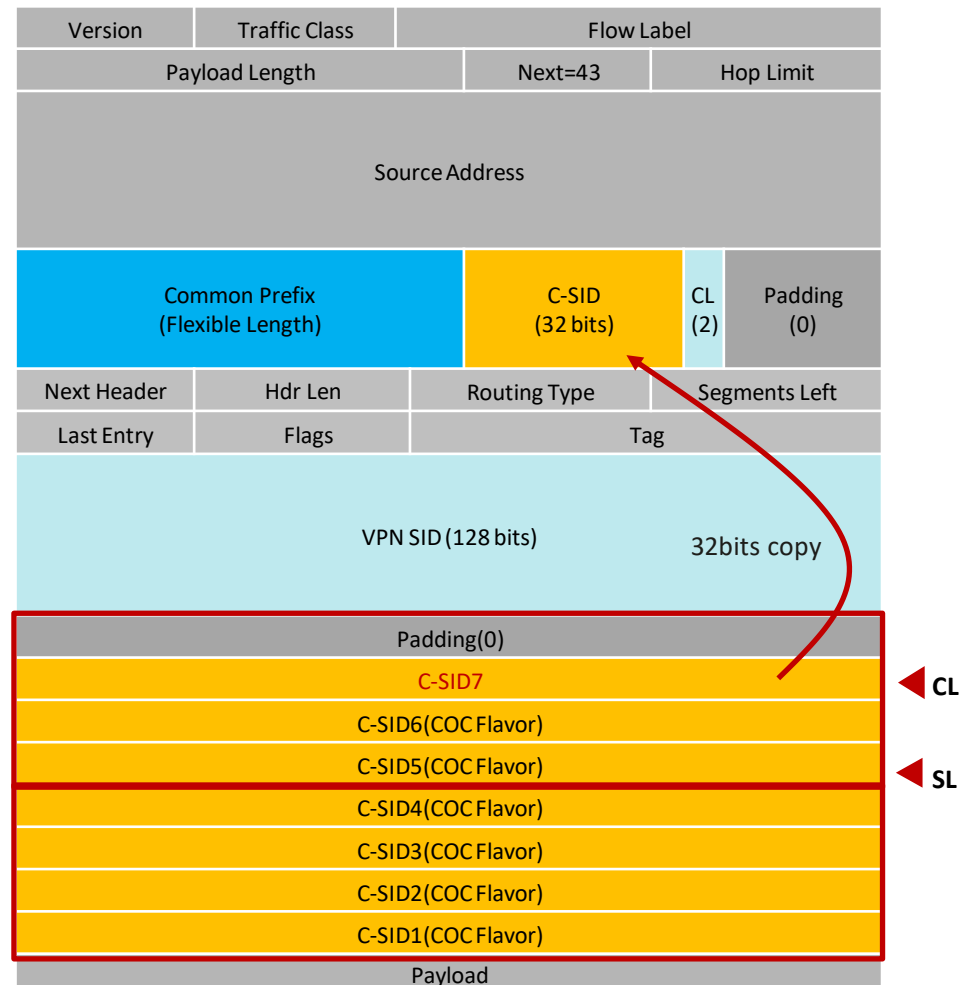 Version Traffic Class Flow Label
Payload Length Next=43 Hop Limit
Source Address
Common Prefix
(Flexible Length)
C-SID
(32 bits)
CL
(2)
Padding
(0)
Next Header Hdr Len Routing Type Segments Left
Last Entry Flags Tag
VPN SID (128 bits)
32bits copy
Padding(0)
C-SID7
CL
C-SID6(COC Flavor)
C-SID5(COC Flavor)
SL
C-SID4(COC Flavor)
C-SID3(COC Flavor)
C-SID2(COC Flavor)
C-SID1(COC Flavor)
Payload